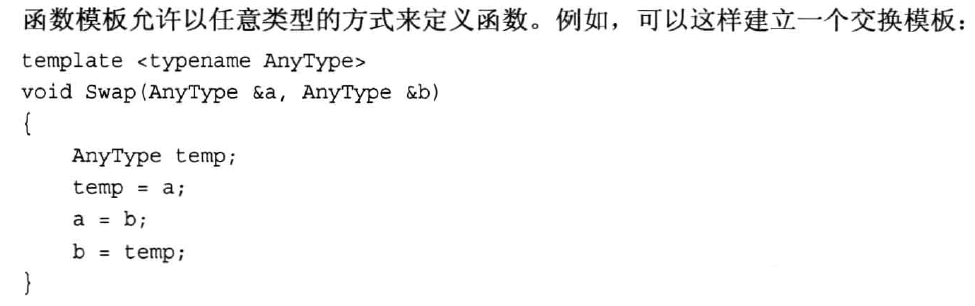 函数模板允许以任意类型的方式来定义函数。例如，可以这样建立一个交换模板：
template <typename AnyType>
void Swap(AnyType &a, AnyType &b)
{
    AnyType temp;
    temp = a;
    a = b;
    b = temp;
}